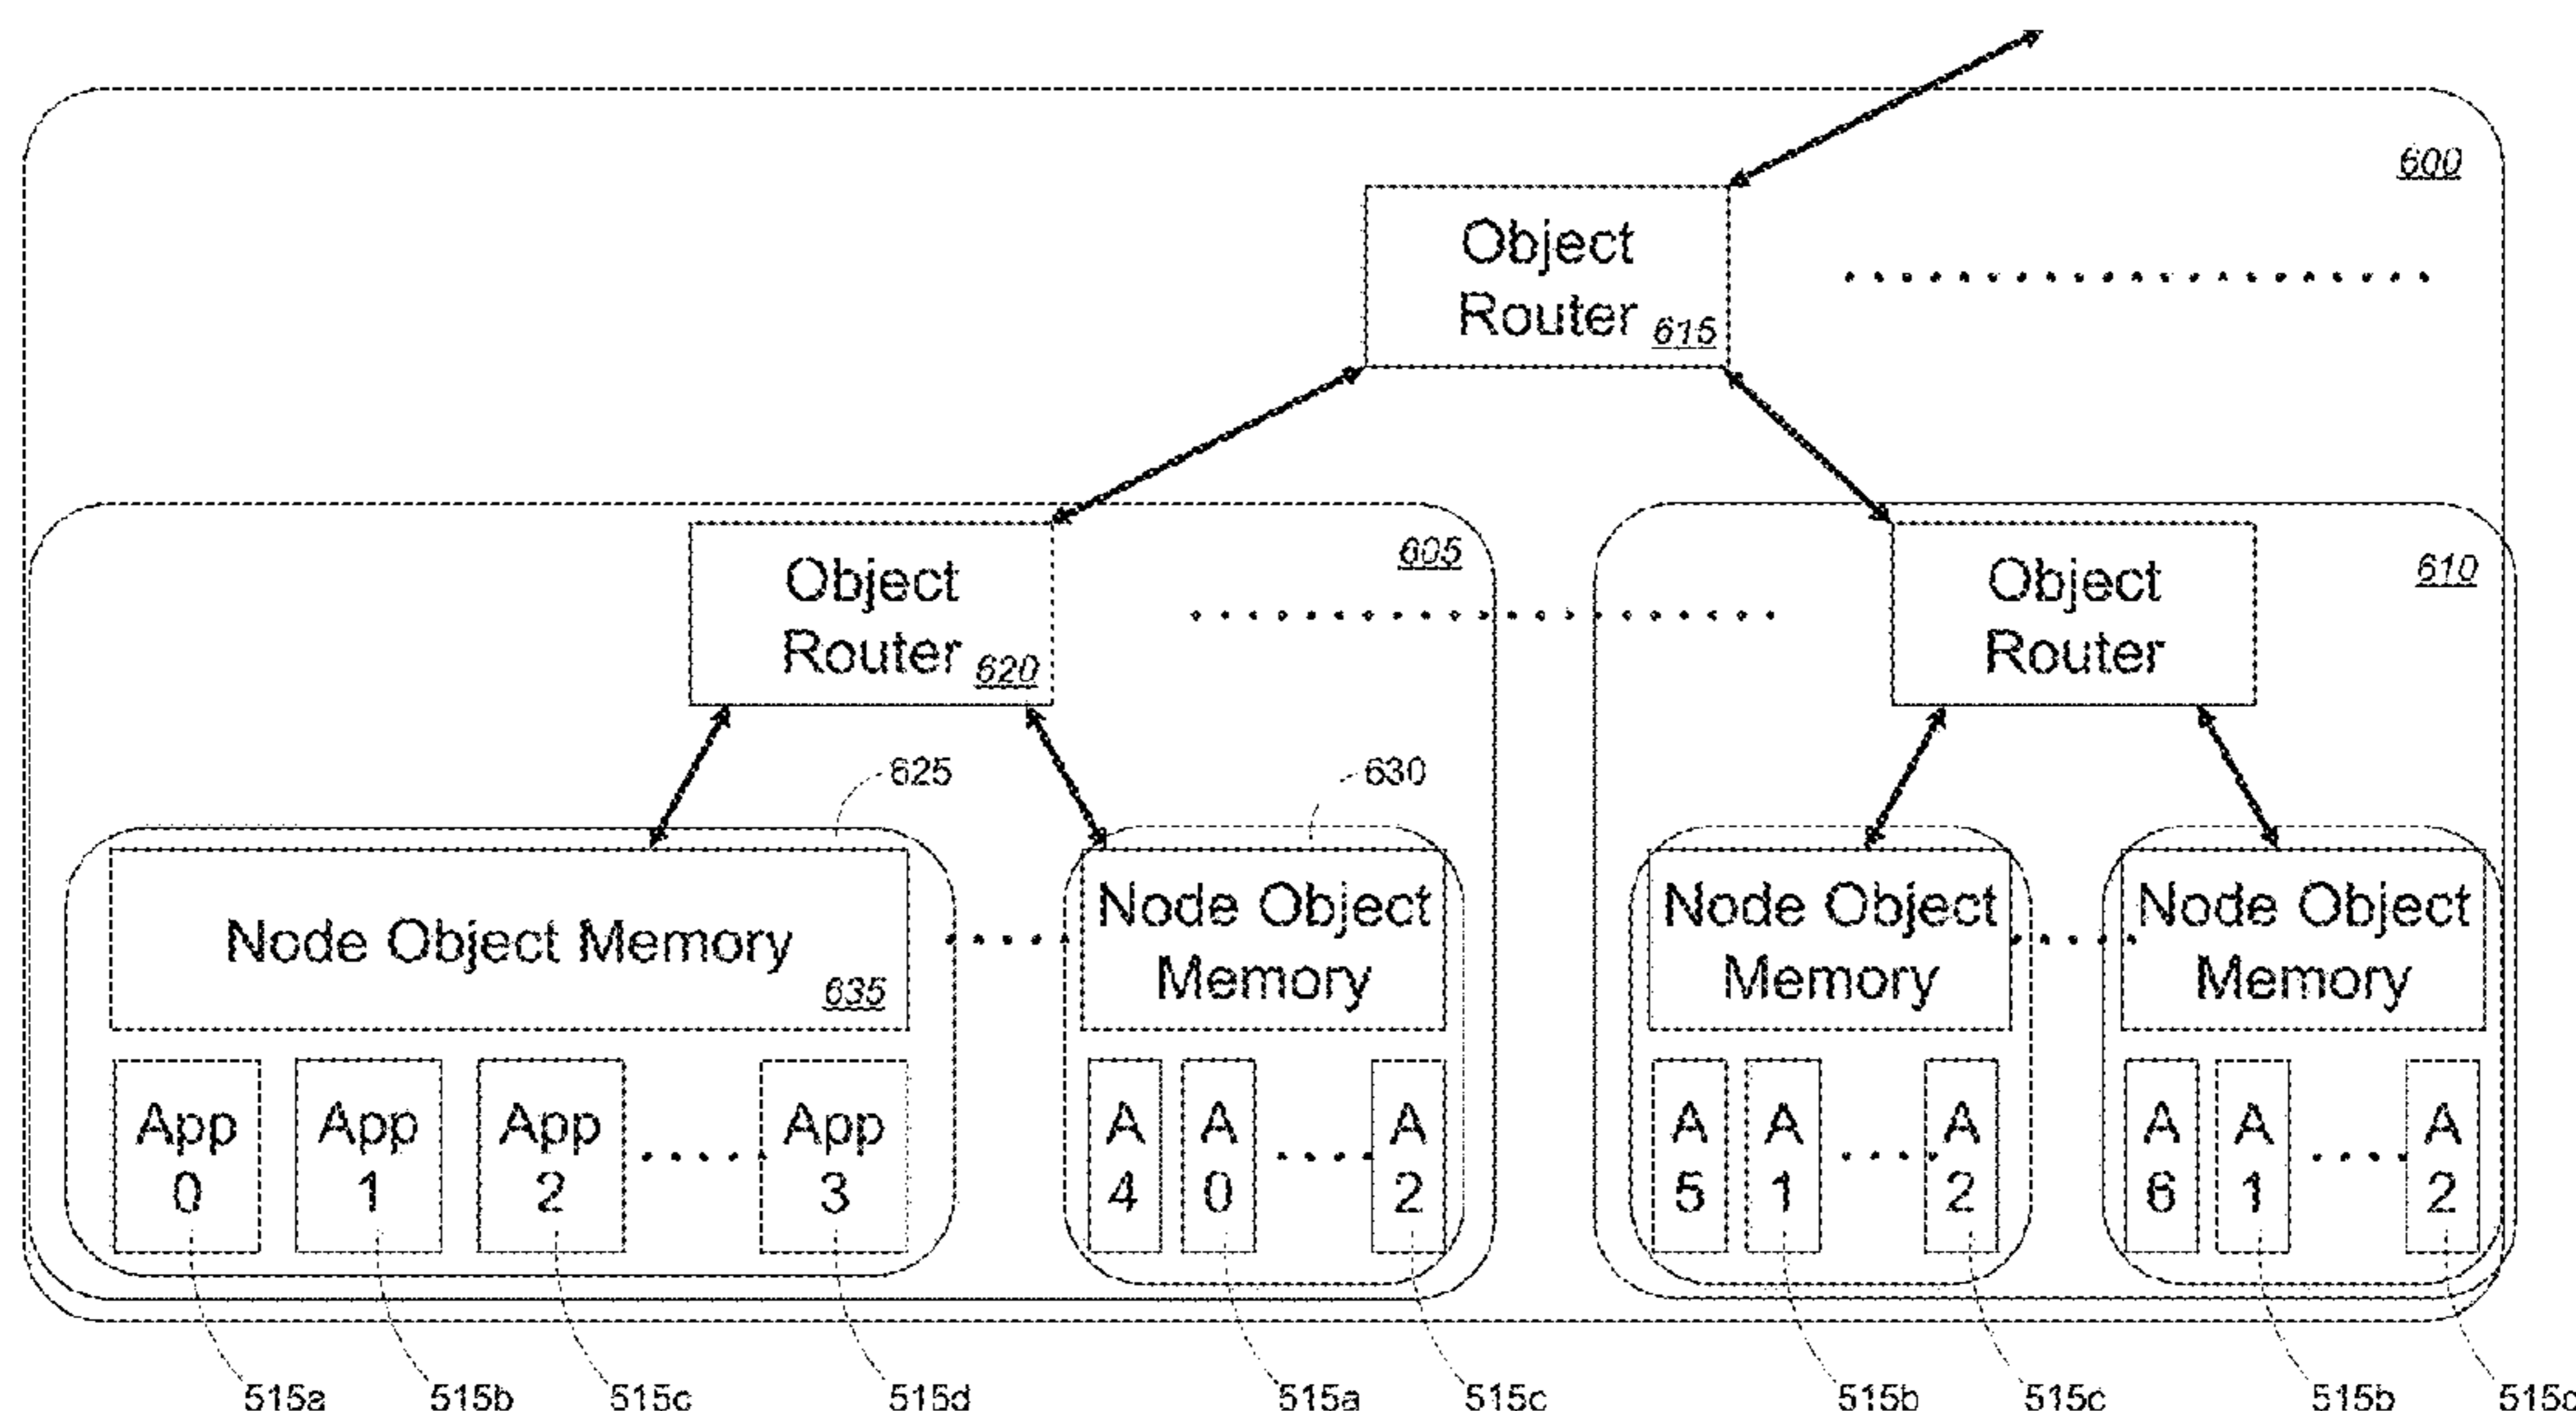 600
Object
Router 615
605
610
Object
Router 620
Object
Router
625
630
Node Object Memory
635
Node Object
Memory
Node Object
Memory
Node Object
Memory
App
0
App
1
App
2
App
3
A
4
A
0
A
2
A
5
A
1
A
2
A
6
A
1
A
2
515a
515b
515c
515d
515a
515c
515b
515c
515b